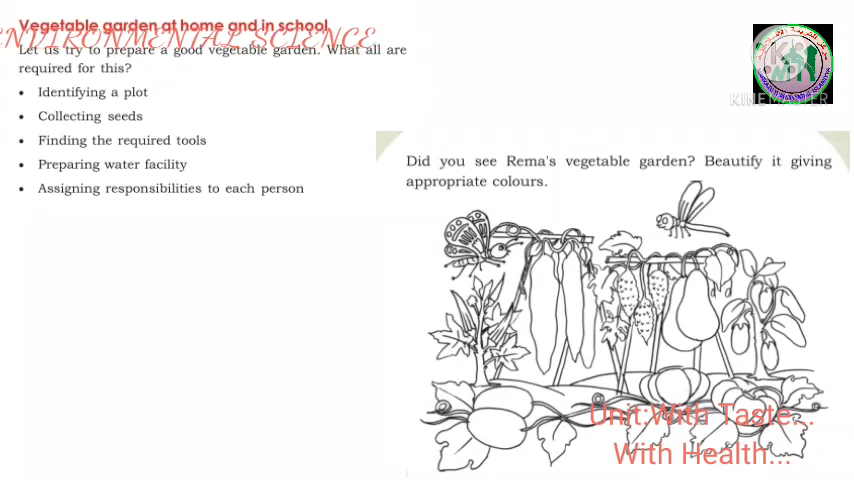 Vegetable garden at home and in school
ENVIRONMENTAL SCIENCE
Let us try to prepare a good vegetable garden. What all are
required for this?
• Identifying a plot
• Collecting seeds
• Finding the required tools
• Preparing water facility
• Assigning responsibilities to each person
KINEMASTER
Did you see Rema's vegetable garden? Beautify it giving
appropriate colours.
Unit:With Taste...
With Health...